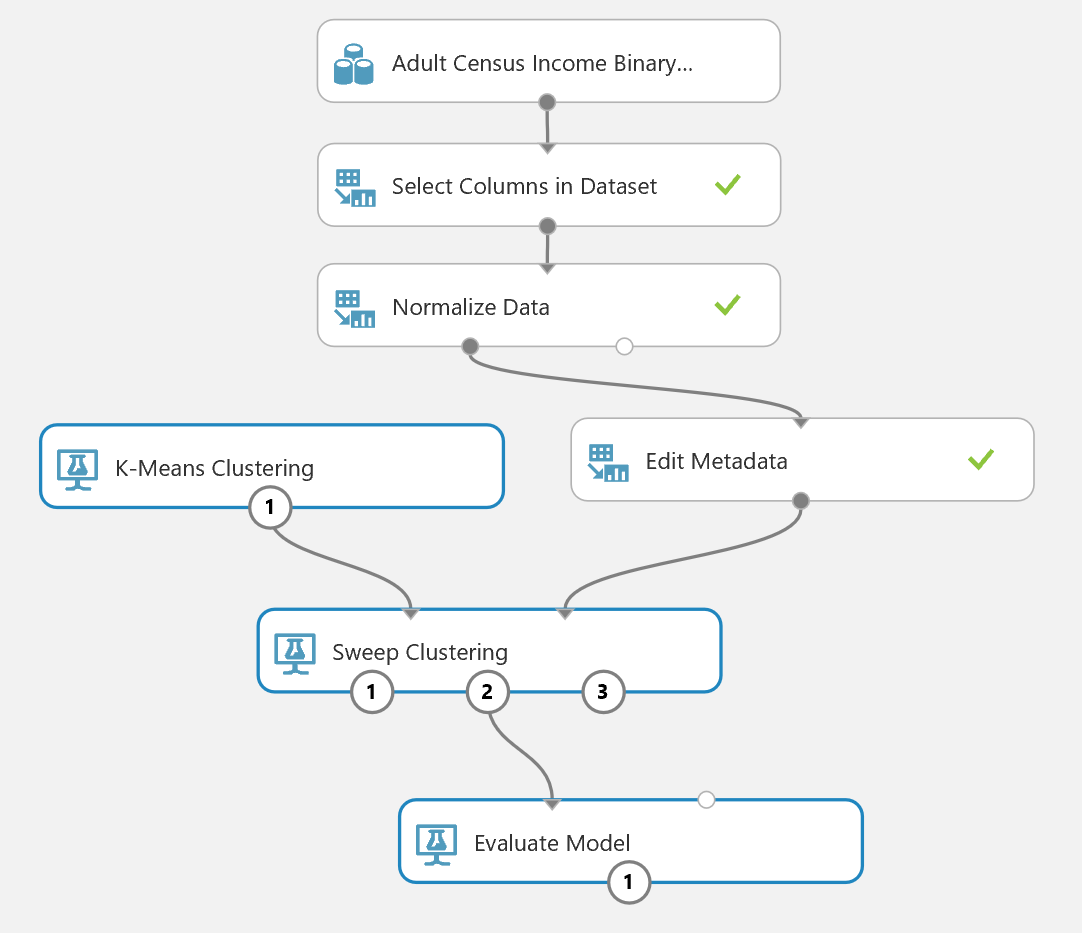 Adult Census Income Binary...
Select Columns in Dataset
Normalize Data
K-Means Clustering
1
Edit Metadata
Sweep Clustering
1
2
3
Evaluate Model
1